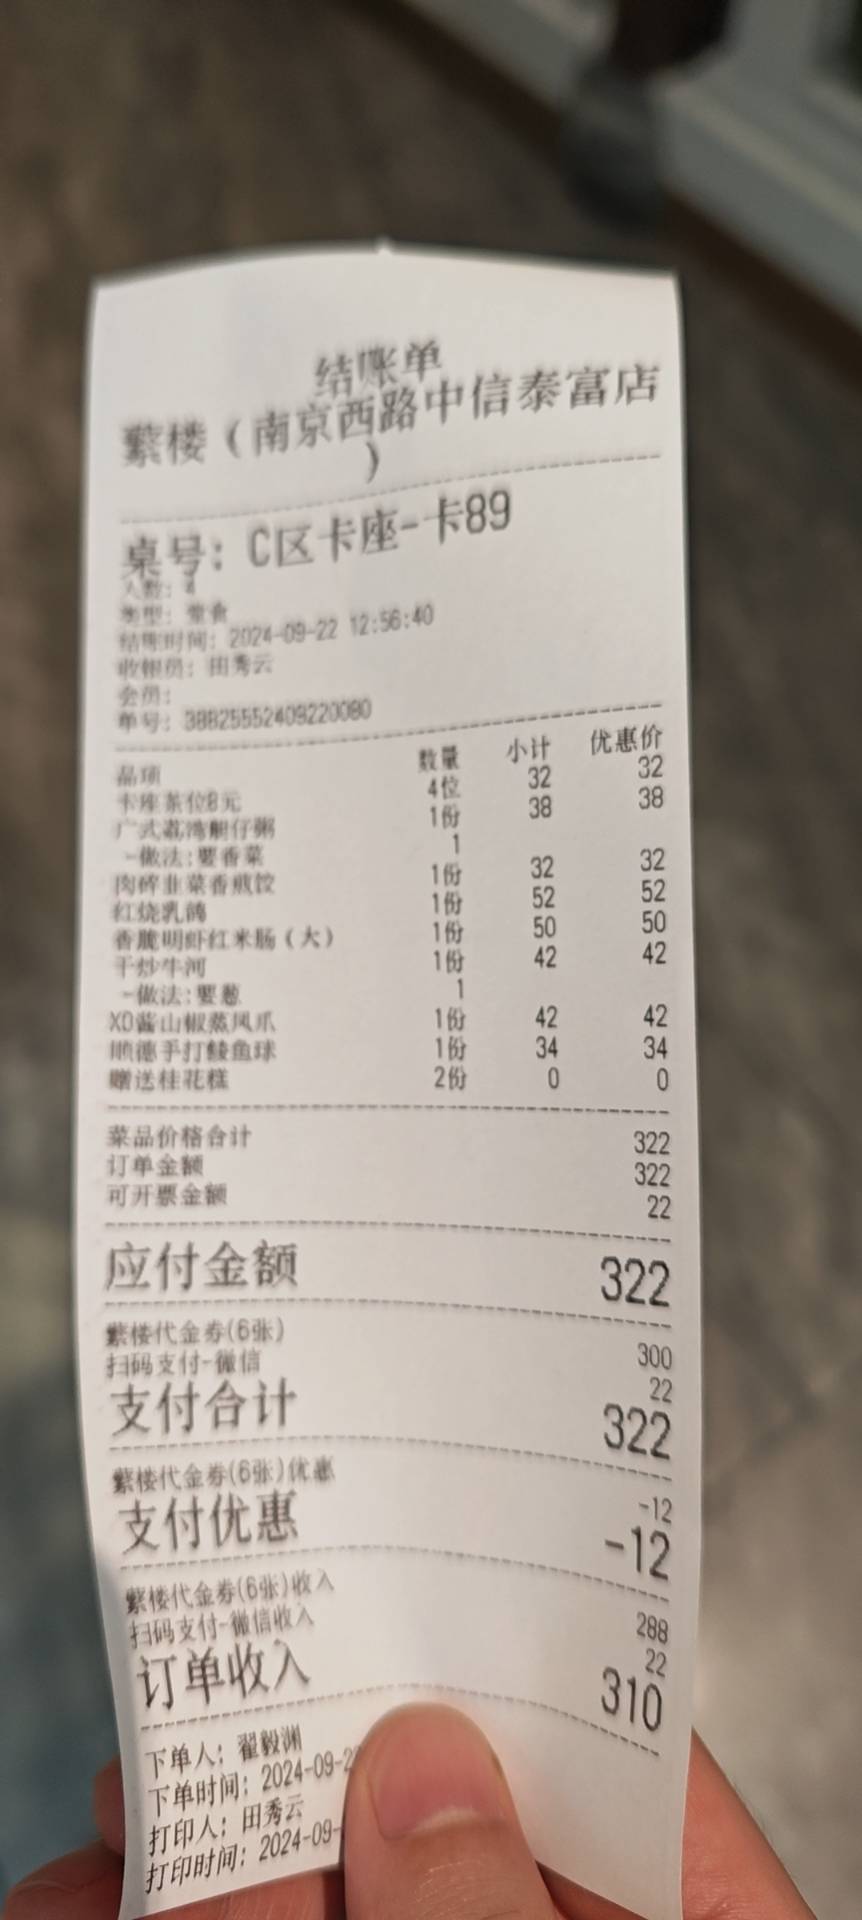 结账单
紫楼（南京西路中信泰富店
）
桌号：C区卡座-卡89
人数：4
类型：堂食
结账时间：2024-09-22 12:56:40
收银员：田秀云
会员：
单号：38825552409220080
品项 数量 小计 优惠价
卡座茶位8元 4位 32 32
广式荔湾艇仔粥 1份 38 38
-做法:要香菜 1
肉碎韭菜香煎饺 1份 32 32
红烧乳鸽 1份 52 52
香脆明虾红米肠（大） 1份 50 50
干炒牛河 1份 42 42
-做法:要葱 1
XO酱山椒蒸凤爪 1份 42 42
顺德手打鲮鱼球 1份 34 34
赠送桂花糕 2份 0 0
菜品价格合计 322
订单金额 322
可开票金额 22
应付金额 322
紫楼代金券(6张) 300
扫码支付-微信 22
支付合计 322
紫楼代金券(6张)优惠 -12
支付优惠 -12
紫楼代金券(6张)收入 288
扫码支付-微信收入 22
订单收入 310
下单人：翟毅渊
下单时间：2024-09-22
打印人：田秀云
打印时间：2024-09-